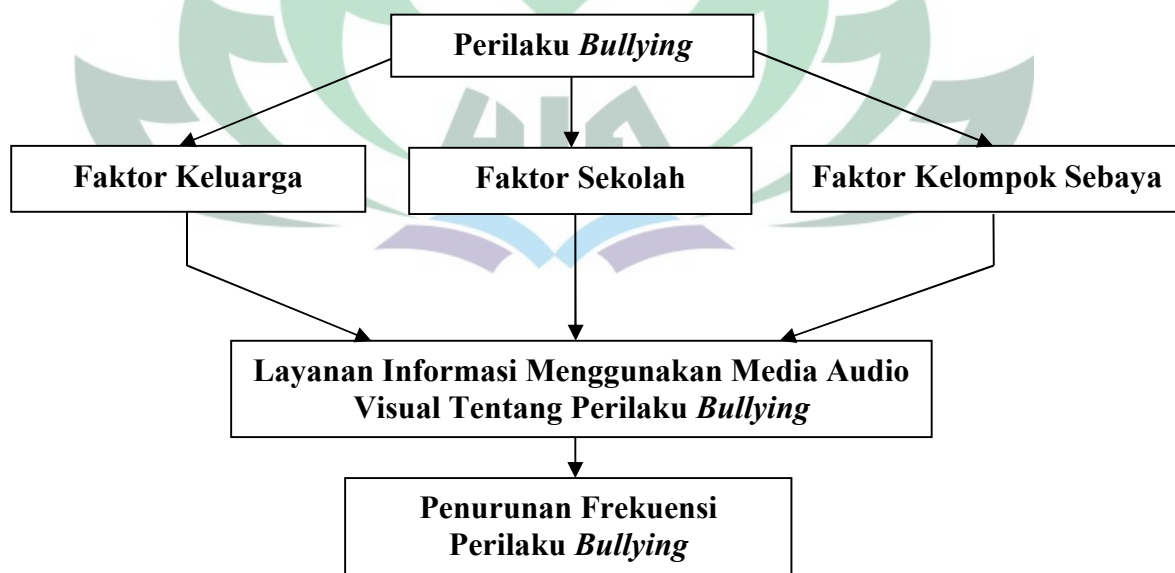 Perilaku Bullying
Faktor Keluarga
Faktor Sekolah
Faktor Kelompok Sebaya
Layanan Informasi Menggunakan Media Audio
Visual Tentang Perilaku Bullying
Penurunan Frekuensi
Perilaku Bullying